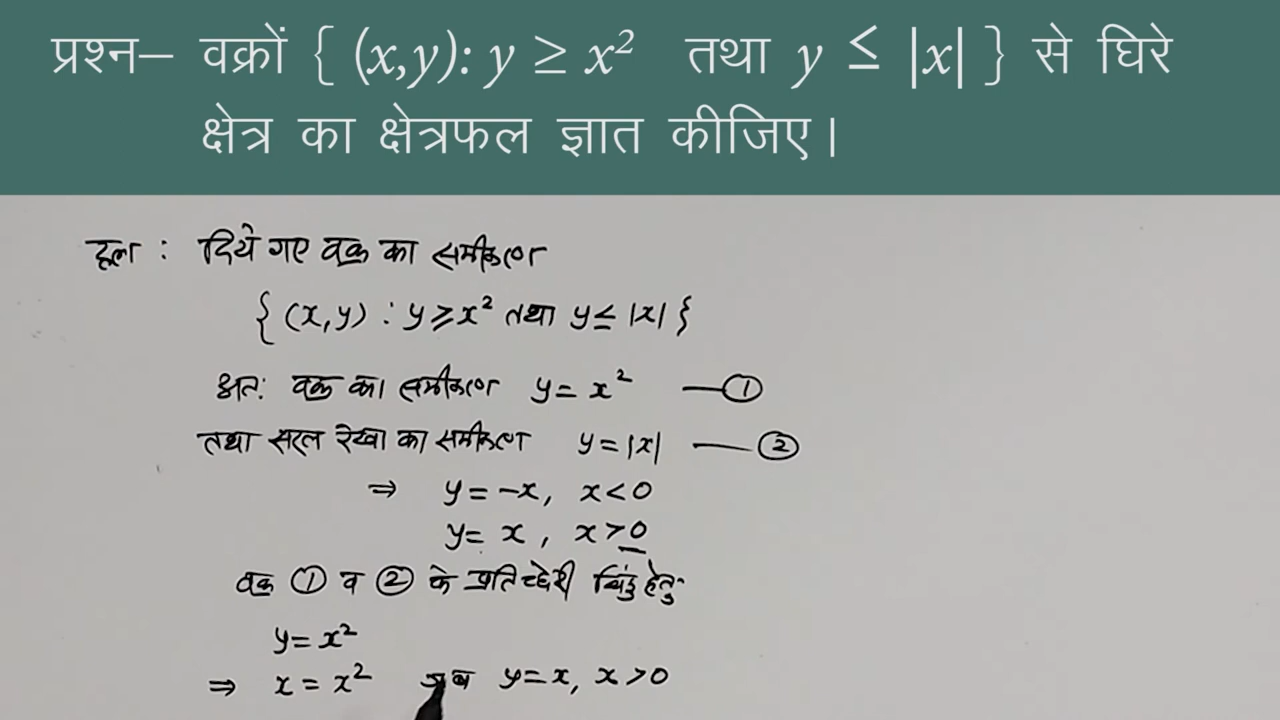 प्रश्न– वक्रों { (x,y): y ≥ x² तथा y ≤ |x| } से घिरे
क्षेत्र का क्षेत्रफल ज्ञात कीजिए।
हल : दिये गए वक्र का समीकरण
{ (x, y) : y ≥ x² तथा y ≤ |x| }
अतः वक्र का समीकरण y = x² —①
तथा सरल रेखा का समीकरण y = |x| —②
⇒ y = -x, x < 0
y = x , x > 0
वक्र ① व ② के प्रतिच्छेदी बिंदु हेतु
y = x²
⇒ x = x² जब y = x, x > 0